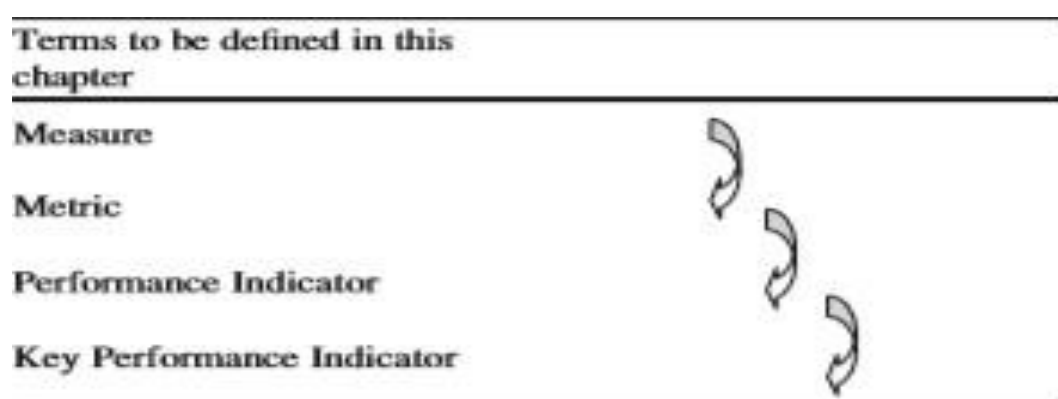 Terms to be defined in this
chapter
Measure
Metric
Performance Indicator
Key Performance Indicator